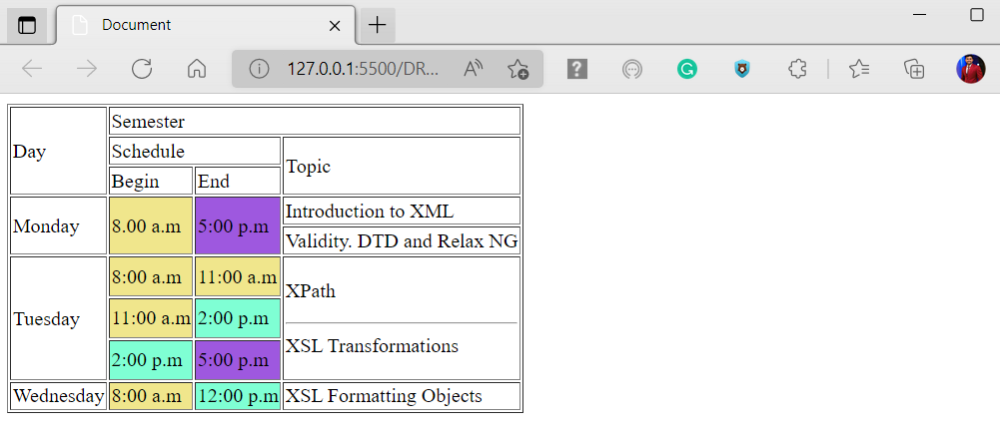 Document
127.0.0.1:5500/DR...
Semester
Day
Schedule
Topic
Begin End
Monday 8.00 a.m 5:00 p.m
Introduction to XML
Validity. DTD and Relax NG
Tuesday
8:00 a.m 11:00 a.m
XPath
11:00 a.m 2:00 p.m
XSL Transformations
2:00 p.m 5:00 p.m
Wednesday 8:00 a.m 12:00 p.m XSL Formatting Objects